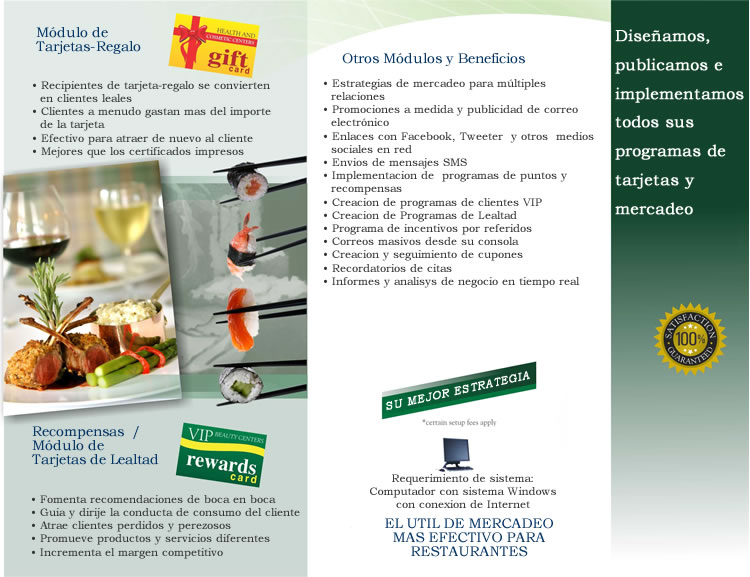 Módulo de
Tarjetas-Regalo
HEALTH AND
COSMETIC CENTERS
gift
card
• Recipientes de tarjeta-regalo se convierten
en clientes leales
• Clientes a menudo gastan mas del importe
de la tarjeta
• Efectivo para atraer de nuevo al cliente
• Mejores que los certificados impresos
Recompensas /
Módulo de
Tarjetas de Lealtad
VIP BEAUTY CENTERS
rewards
card
• Fomenta recomendaciones de boca en boca
• Guia y dirije la conducta de consumo del cliente
• Atrae clientes perdidos y perezosos
• Promueve productos y servicios diferentes
• Incrementa el margen competitivo
Otros Módulos y Beneficios
• Estrategias de mercadeo para múltiples
relaciones
• Promociones a medida y publicidad de correo
electrónico
• Enlaces con Facebook, Tweeter y otros medios
sociales en red
• Envios de mensajes SMS
• Implementacion de programas de puntos y
recompensas
• Creacion de programas de clientes VIP
• Creacion de Programas de Lealtad
• Programa de incentivos por referidos
• Correos masivos desde su consola
• Creacion y seguimiento de cupones
• Recordatorios de citas
• Informes y analisys de negocio en tiempo real
SU MEJOR ESTRATEGIA
*certain setup fees apply
Requerimiento de sistema:
Computador con sistema Windows
con conexion de Internet
EL UTIL DE MERCADEO
MAS EFECTIVO PARA
RESTAURANTES
Diseñamos,
publicamos e
implementamos
todos sus
programas de
tarjetas y
mercadeo
SATISFACTION
100%
GUARANTEED